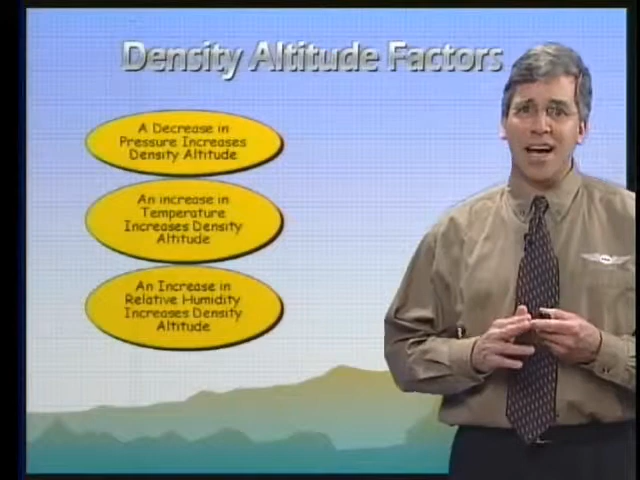 Density Altitude Factors
A Decrease in
Pressure Increases
Density Altitude
An increase in
Temperature
Increases Density
Altitude
An Increase in
Relative Humidity
Increases Density
Altitude